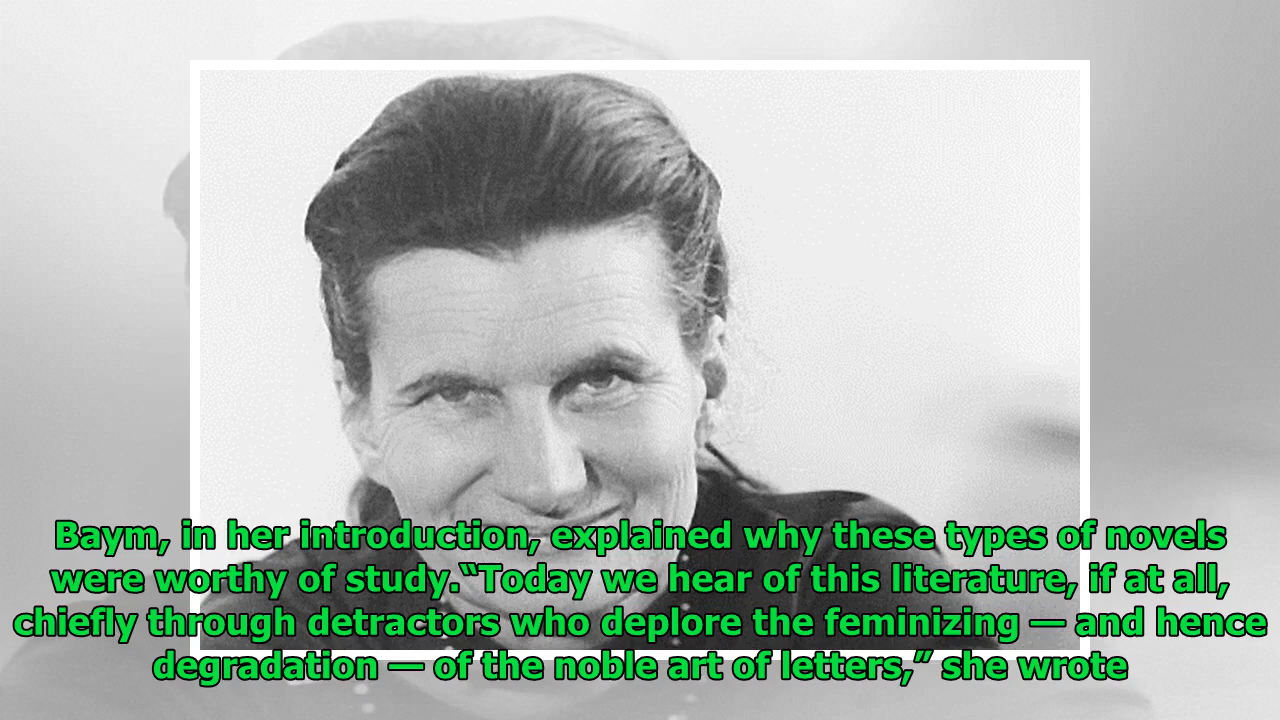 Baym, in her introduction, explained why these types of novels
were worthy of study.“Today we hear of this literature, if at all,
chiefly through detractors who deplore the feminizing — and hence
degradation — of the noble art of letters,” she wrote